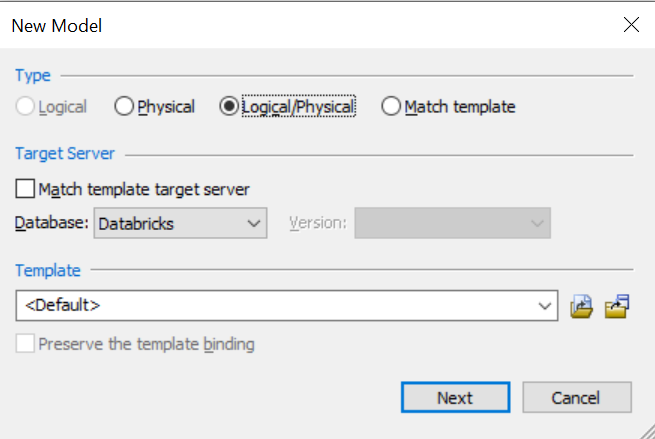 New Model
Type
Logical Physical Logical/Physical Match template
Target Server
Match template target server
Database: Databricks Version:
Template
<Default>
Preserve the template binding
Next Cancel